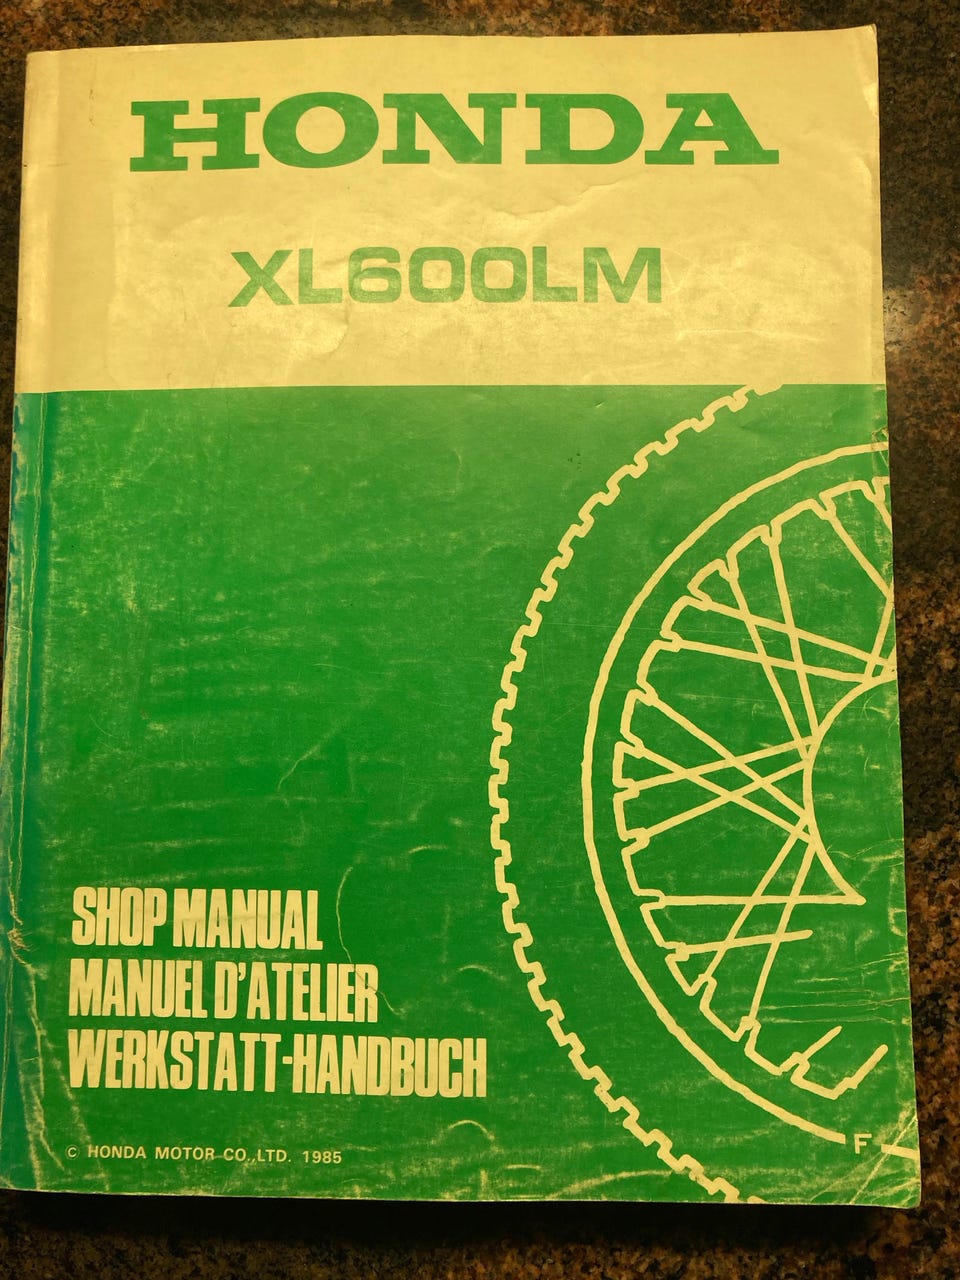 HONDA
XL600LM
SHOP MANUAL
MANUEL D'ATELIER
WERKSTATT-HANDBUCH
© HONDA MOTOR CO.,LTD. 1985
F